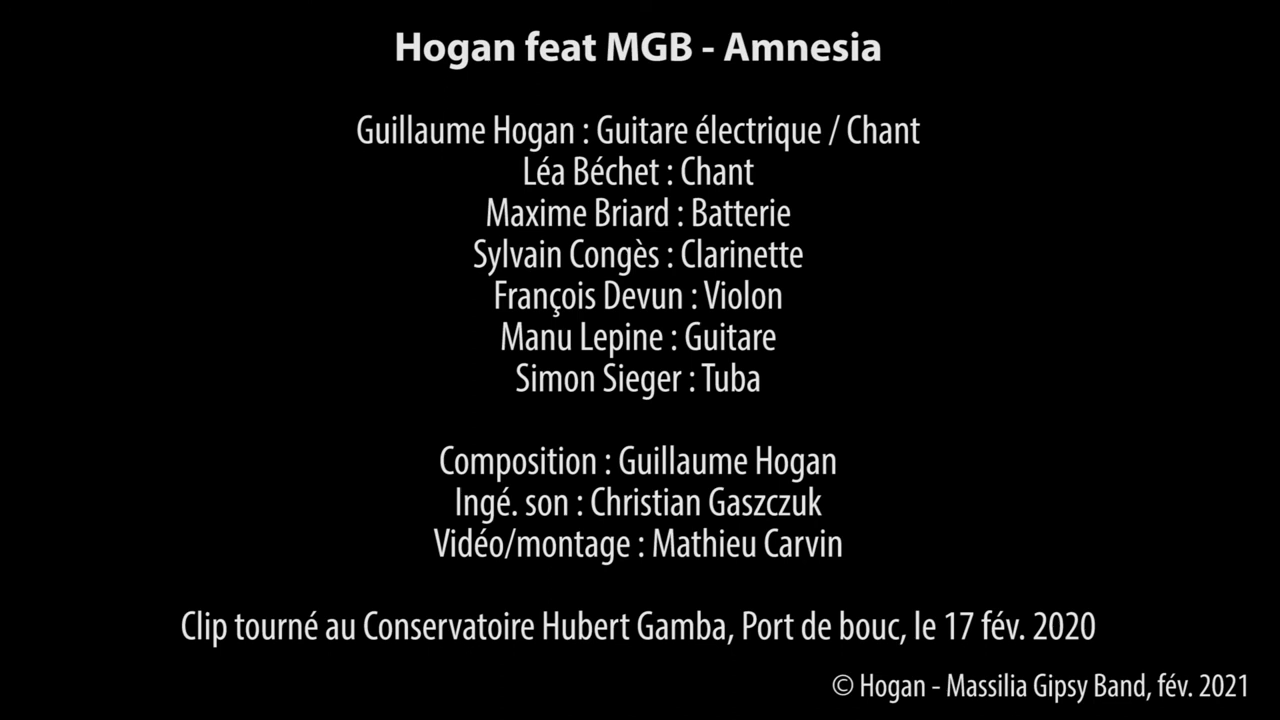 Hogan feat MGB - Amnesia
Guillaume Hogan : Guitare électrique / Chant
Léa Béchet : Chant
Maxime Briard : Batterie
Sylvain Congès : Clarinette
François Devun : Violon
Manu Lepine : Guitare
Simon Sieger : Tuba
Composition : Guillaume Hogan
Ingé. son : Christian Gaszczuk
Vidéo/montage : Mathieu Carvin
Clip tourné au Conservatoire Hubert Gamba, Port de bouc, le 17 fév. 2020
© Hogan - Massilia Gipsy Band, fév. 2021